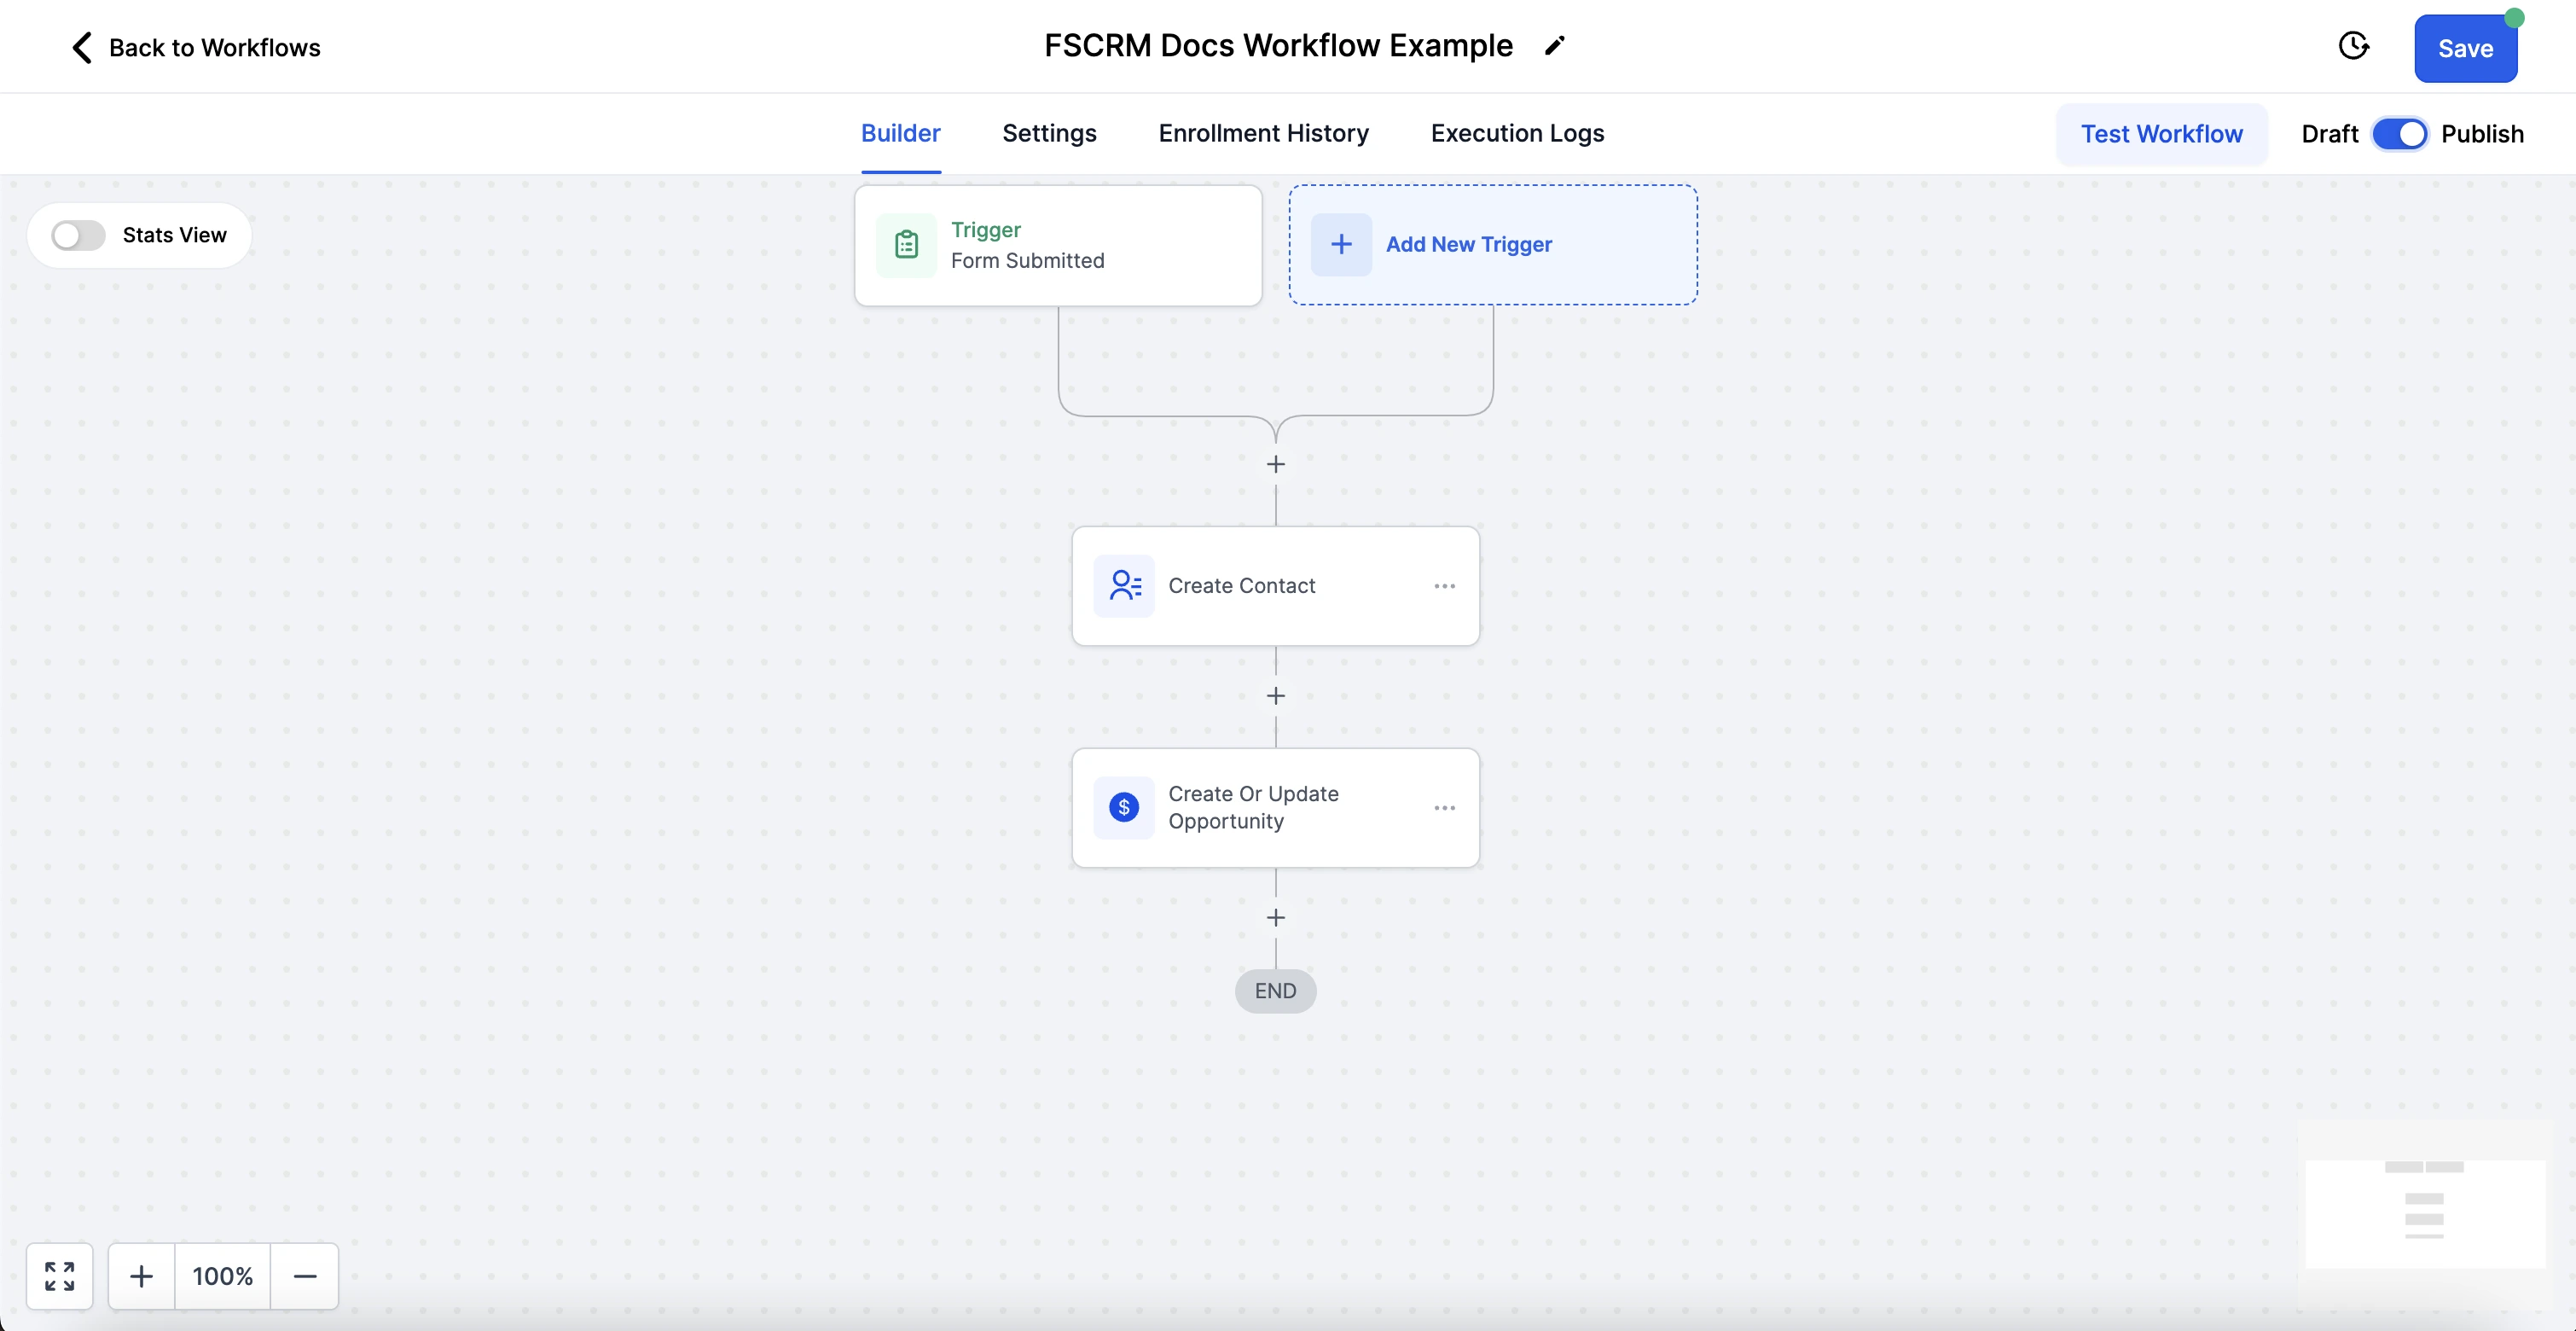 Back to Workflows
FSCRM Docs Workflow Example
Save
Builder
Settings
Enrollment History
Execution Logs
Test Workflow
Draft
Publish
Stats View
Trigger
Form Submitted
Add New Trigger
Create Contact
Create Or Update
Opportunity
END
100%